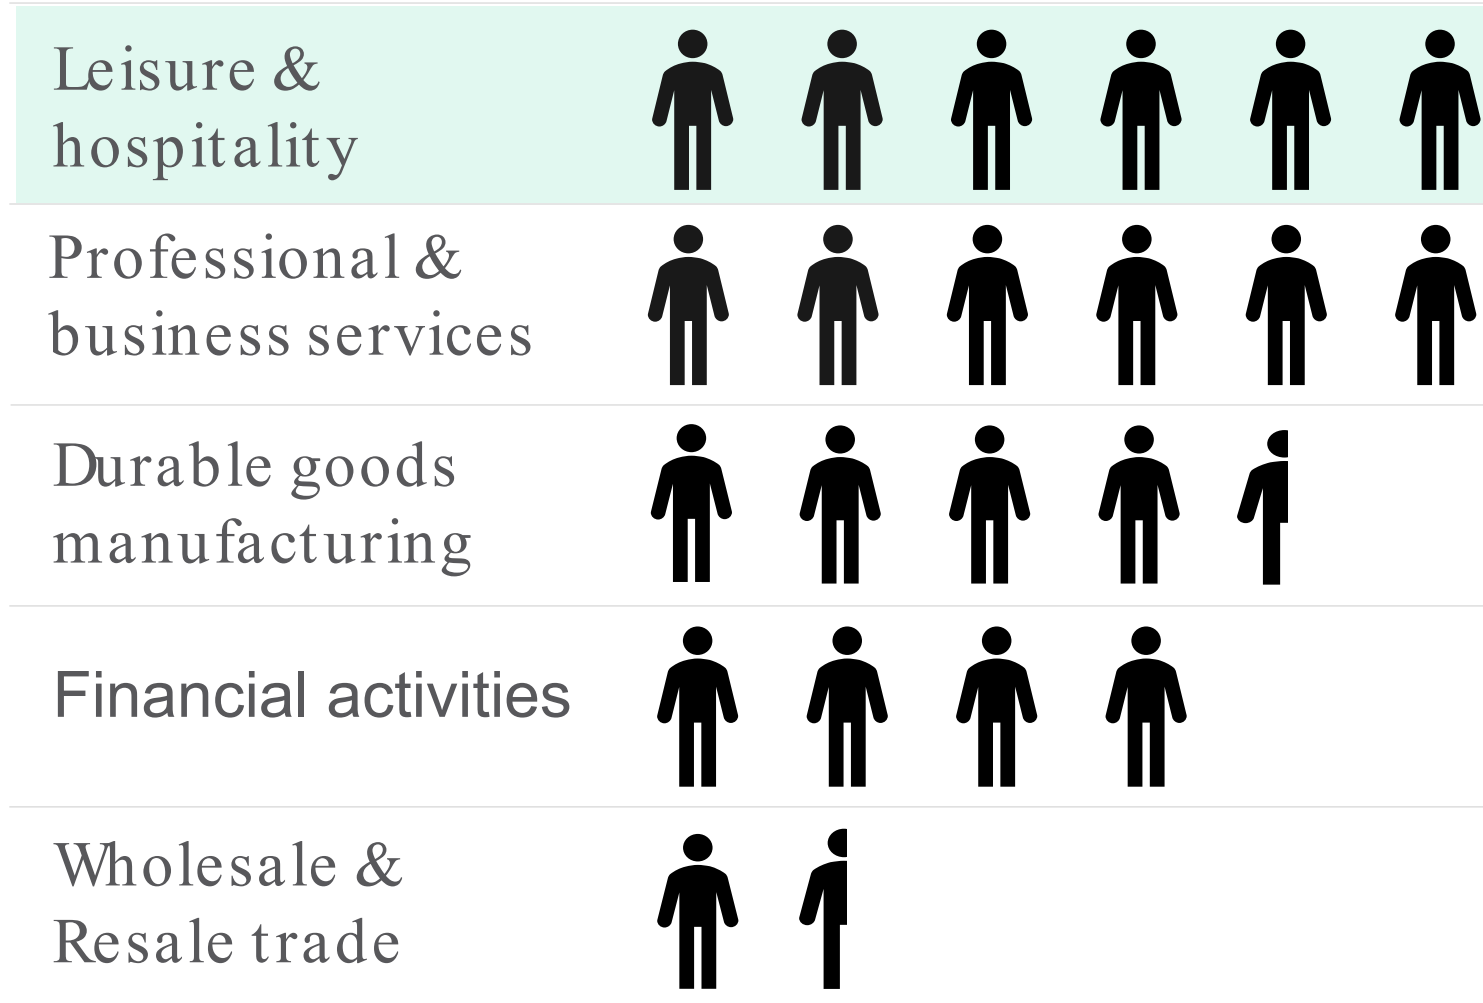 Leisure &
hospitality
Professional &
business services
Durable goods
manufacturing
Financial activities
Wholesale &
Resale trade